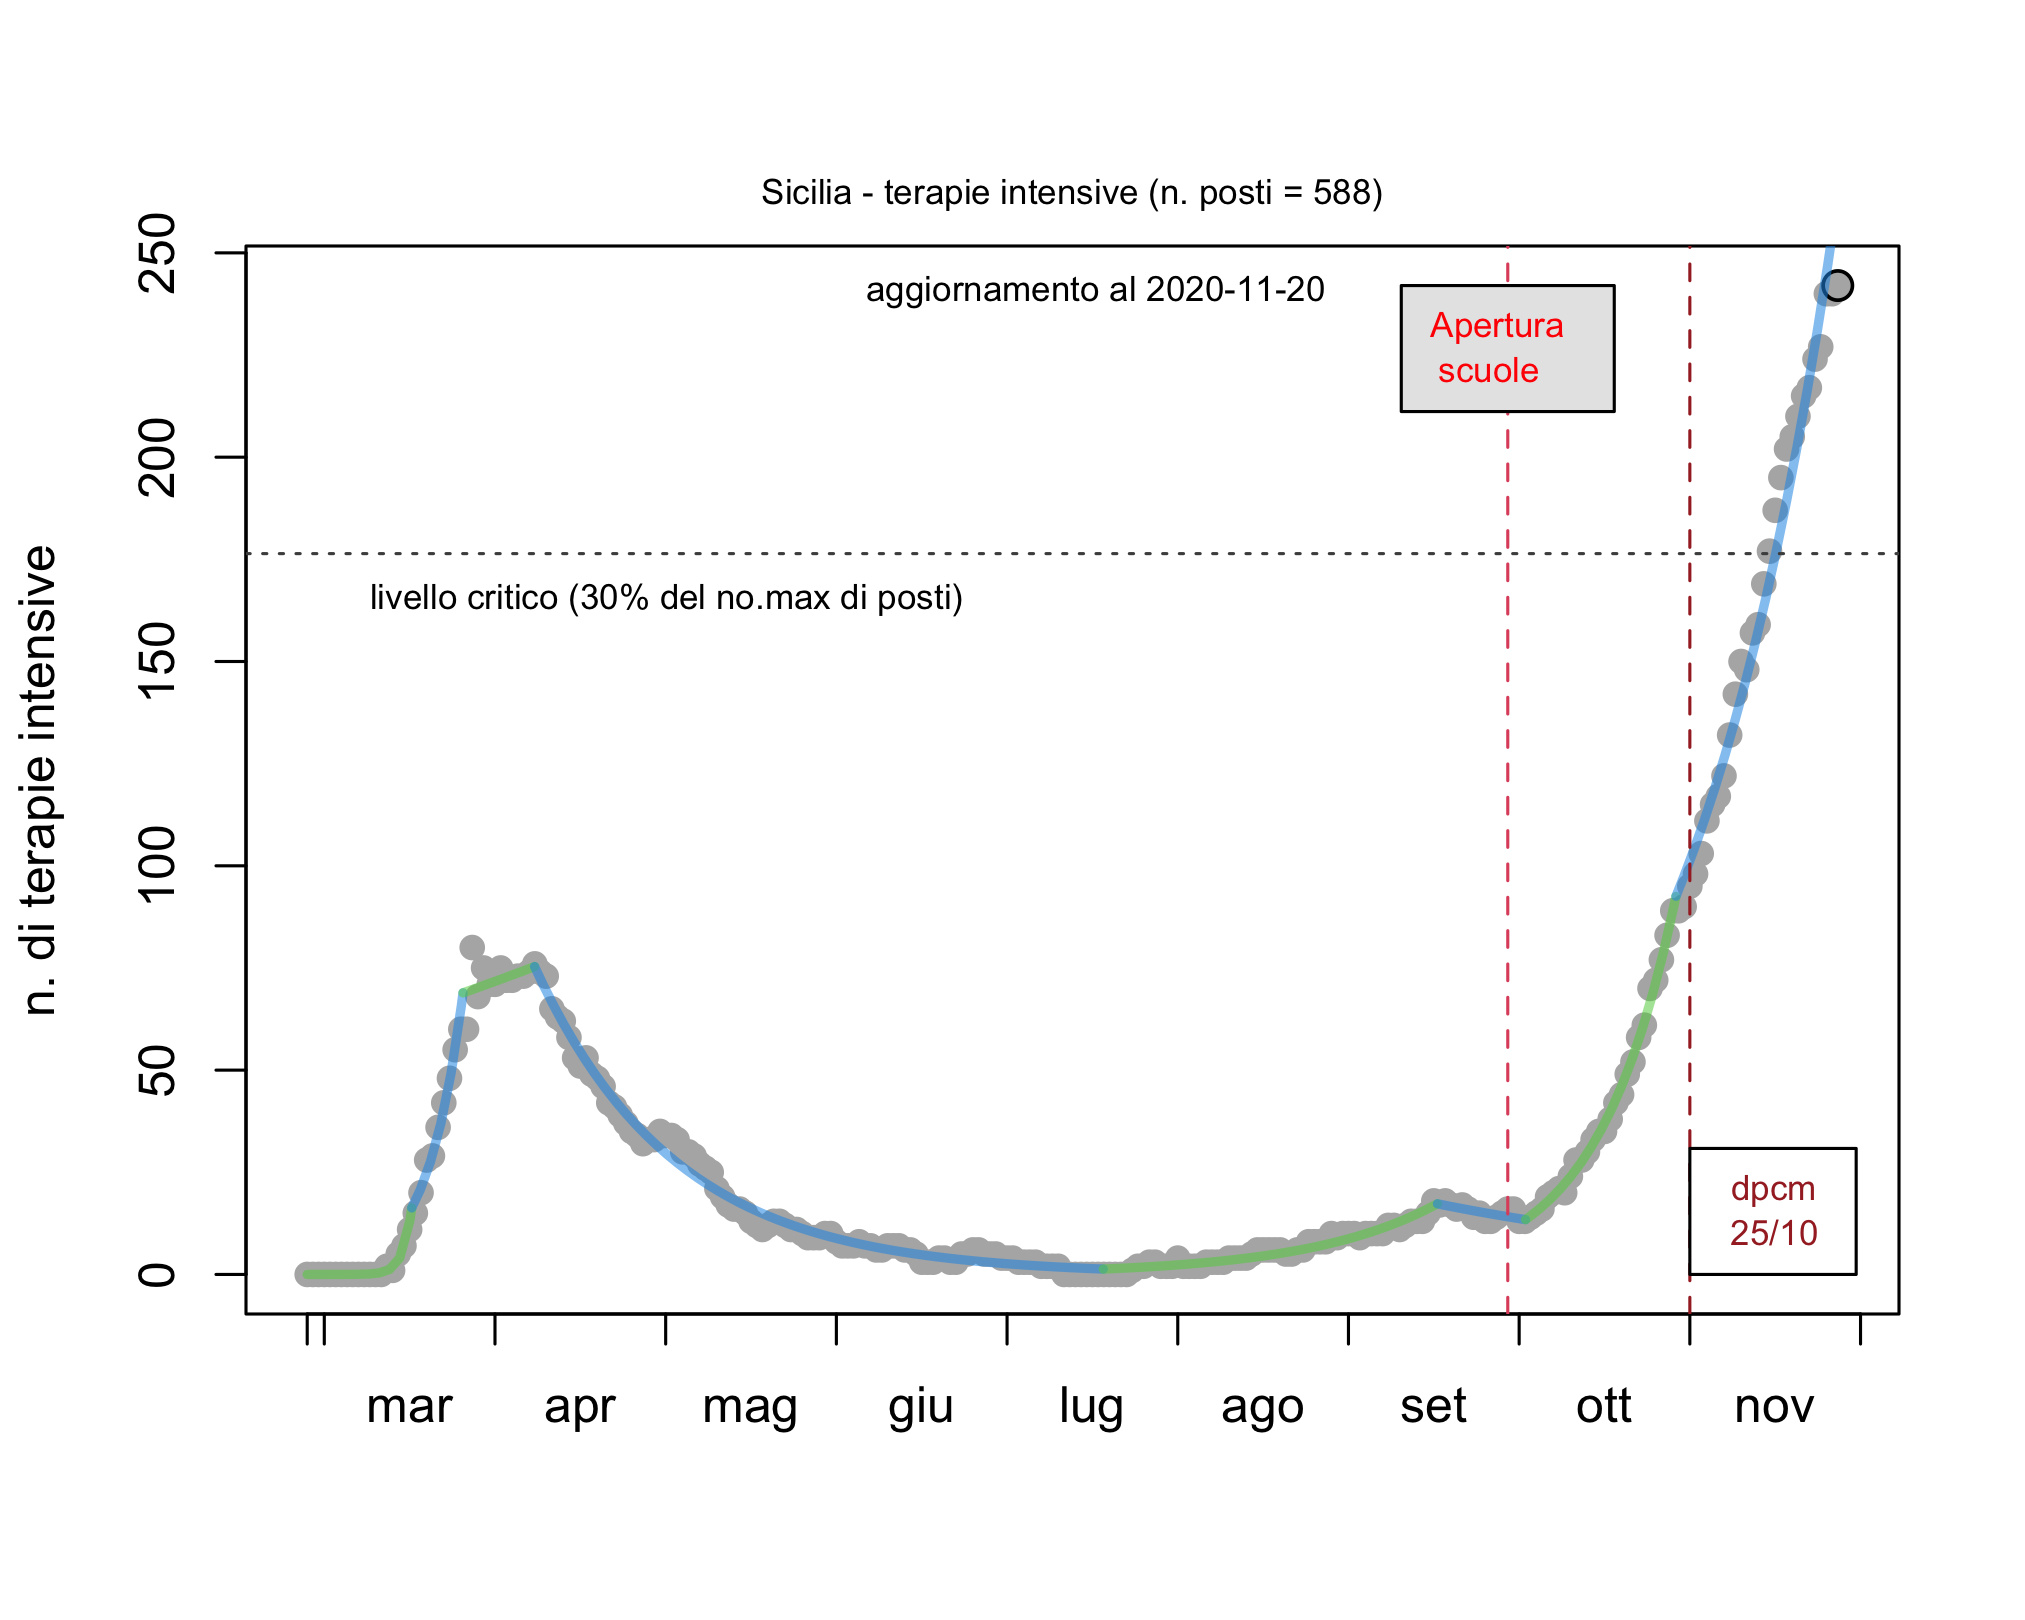 Sicilia - terapie intensive (n. posti = 588)
aggiornamento al 2020-11-20
Apertura
scuole
livello critico (30% del no.max di posti)
dpcm
25/10
n. di terapie intensive
250
200
150
100
50
0
mar apr mag giu lug ago set ott nov